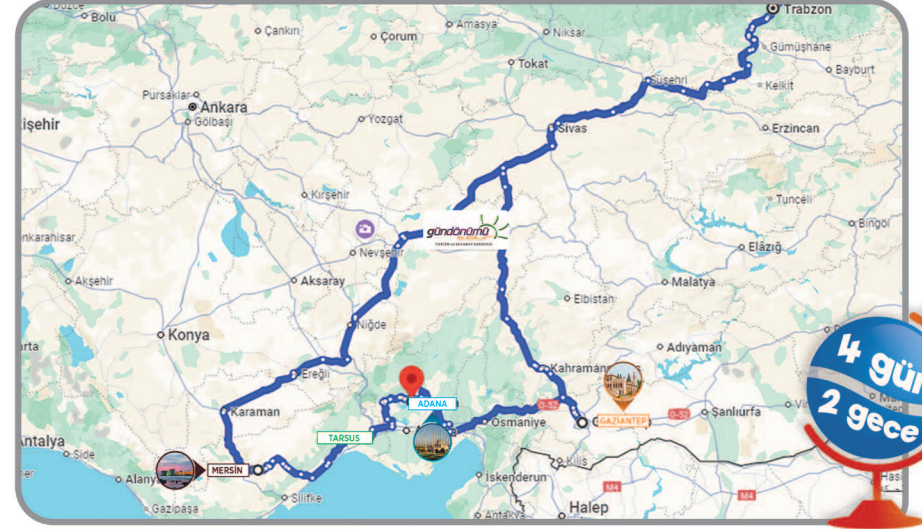 Düzce
Bolu
Çankırı
Amasya
Çorum
Niksar
Trabzon
Gümüşhane
Tokat
Suşehri
Kelkit
Bayburt
Pursaklar
Ankara
Gölbaşı
Yozgat
Sivas
Erzincan
işehir
Kırşehir
Tunceli
Bingöl
nkarahisar
gündönümü
Nevşehir
Elâzığ
Akşehir
Aksaray
Malatya
Elbistan
Konya
Niğde
Adıyaman
Ereğli
Kahraman
4 gün
2 gece
Karaman
ADANA
O-52
GAZİANTEP
O-52
Şanlıurfa
TARSUS
Osmaniye
Antalya
Side
MERSİN
Alany
Silifke
İskenderun
Kilis
M4
M4
Gazipaşa
Antakya
Halep